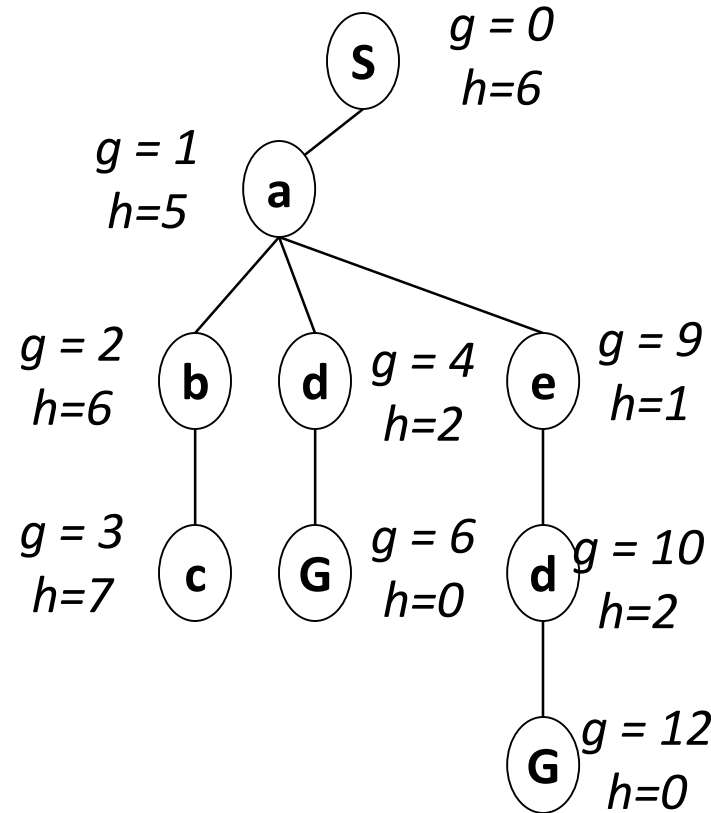 S
g = 0
h=6
g = 1
h=5
a
g = 2
h=6
b
d
g = 4
h=2
e
g = 9
h=1
g = 3
h=7
c
G
g = 6
h=0
d
g = 10
h=2
G
g = 12
h=0